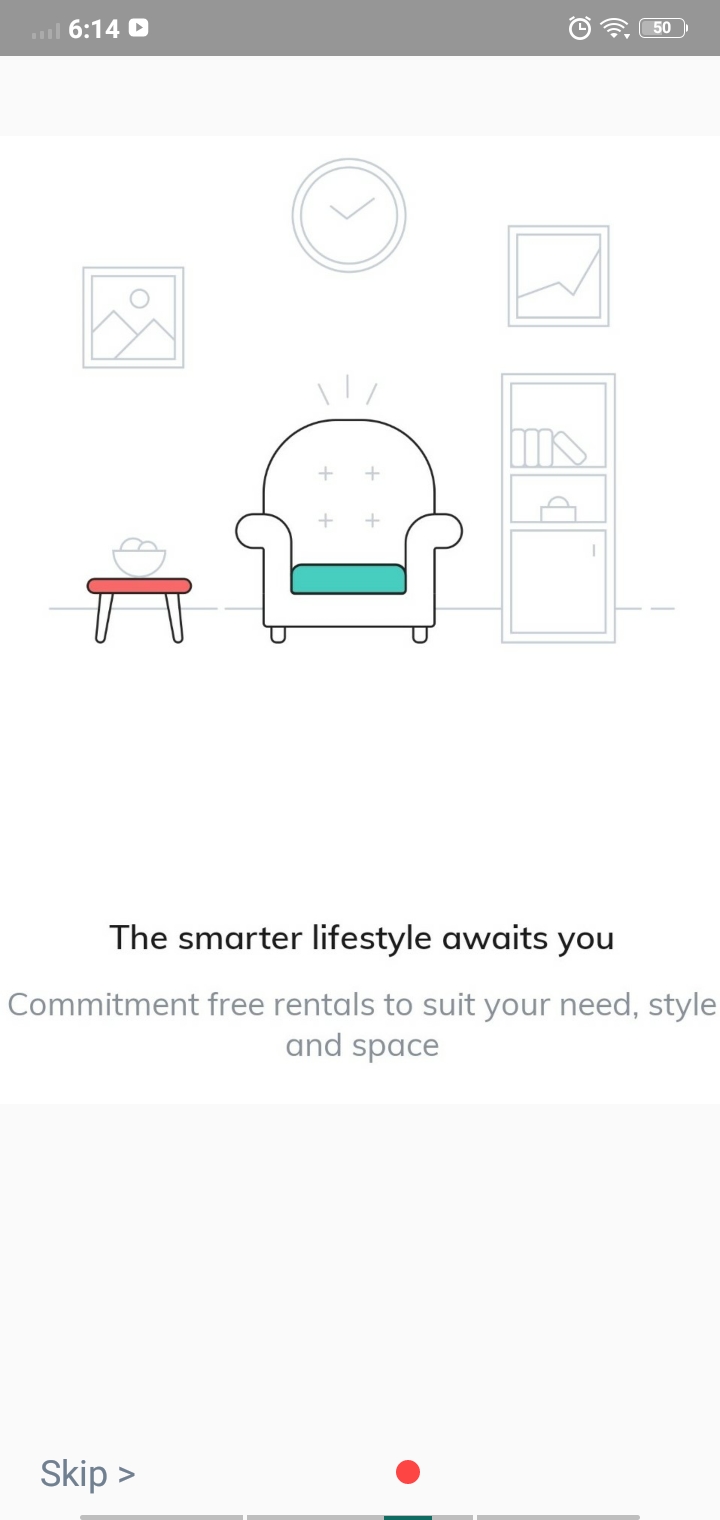 6:14
50
The smarter lifestyle awaits you
Commitment free rentals to suit your need, style
and space
Skip >